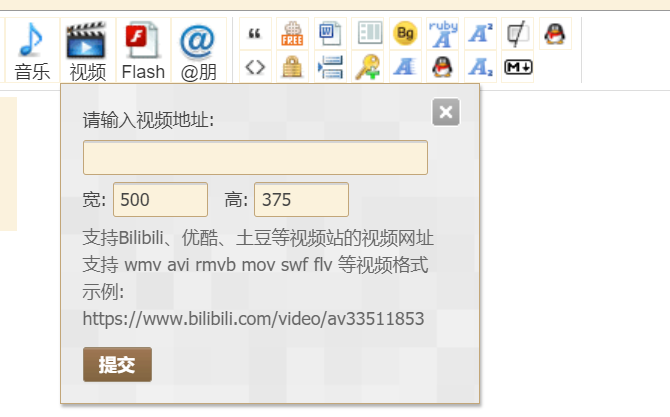 音乐 视频 Flash @朋
FREE W Bg ruby A A²
A A₂ M↓
请输入视频地址:
宽: 500 高: 375
支持Bilibili、优酷、土豆等视频站的视频网址
支持 wmv avi rmvb mov swf flv 等视频格式
示例:
https://www.bilibili.com/video/av33511853
提交